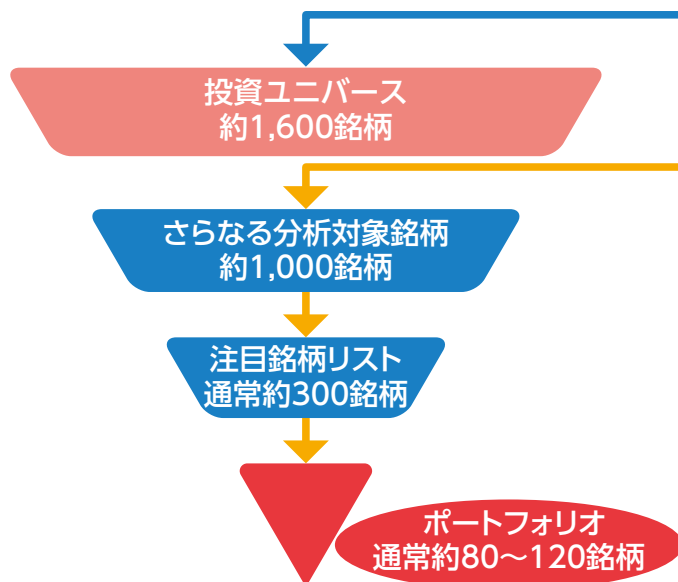 投資ユニバース
約1,600銘柄
さらなる分析対象銘柄
約1,000銘柄
注目銘柄リスト
通常約300銘柄
ポートフォリオ
通常約80～120銘柄